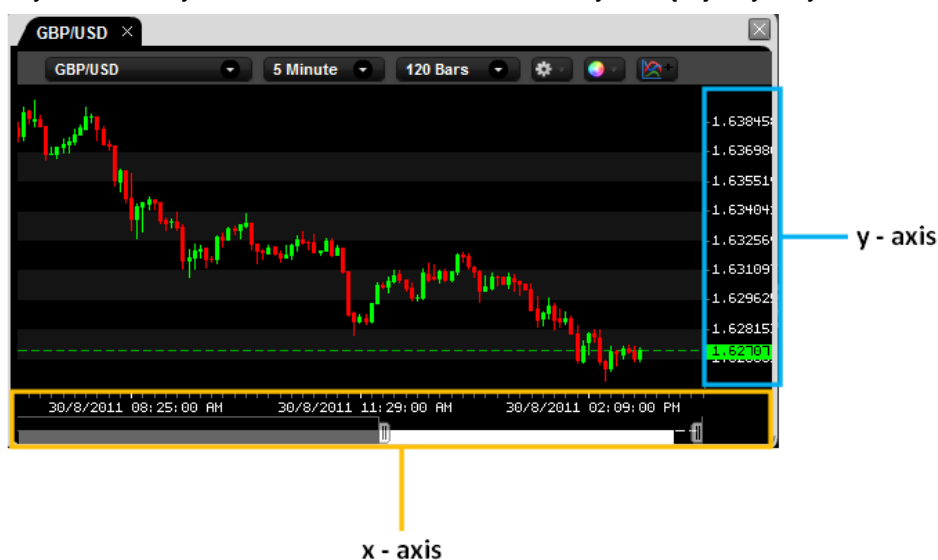 GBP/USD ×
GBP/USD 5 Minute 120 Bars
1.638458
1.63698
1.63551
1.63404
1.63256
1.63109
1.62962
1.62815
1.62707
30/8/2011 08:25:00 AM 30/8/2011 11:29:00 AM 30/8/2011 02:09:00 PM
y - axis
x - axis